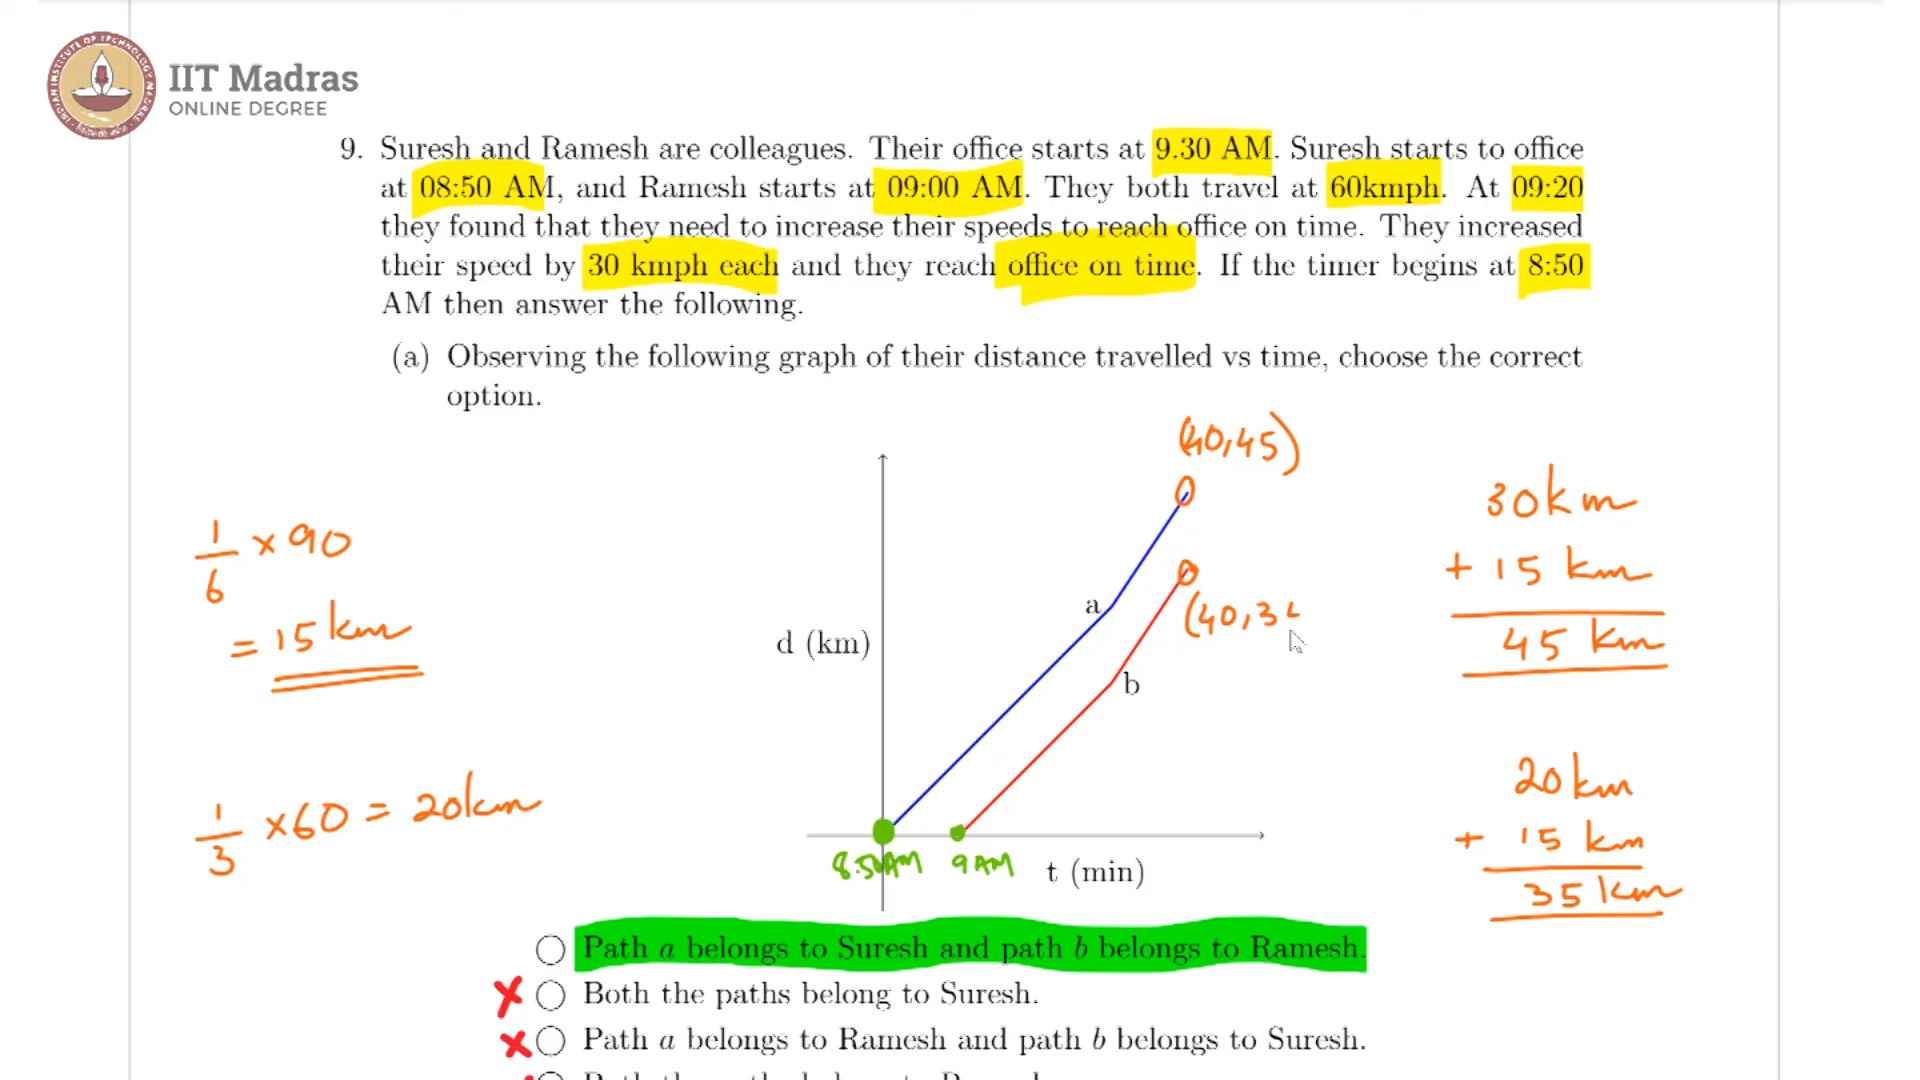 IIT Madras
ONLINE DEGREE
9. Suresh and Ramesh are colleagues. Their office starts at 9.30 AM. Suresh starts to office
at 08:50 AM, and Ramesh starts at 09:00 AM. They both travel at 60kmph. At 09:20
they found that they need to increase their speeds to reach office on time. They increased
their speed by 30 kmph each and they reach office on time. If the timer begins at 8:50
AM then answer the following.
(a) Observing the following graph of their distance travelled vs time, choose the correct
option.
(40,45)
30km
+ 15 km
45 km
1/6 × 90
= 15 km
a
(40,3
d (km)
b
1/3 × 60 = 20km
20km
+ 15 km
35km
8.50AM 9AM t (min)
Path a belongs to Suresh and path b belongs to Ramesh.
Both the paths belong to Suresh.
Path a belongs to Ramesh and path b belongs to Suresh.